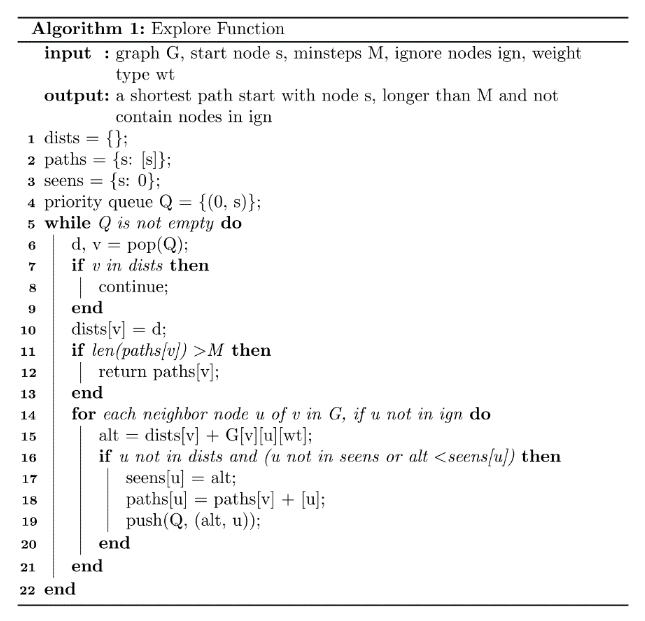 Algorithm 1: Explore Function
input : graph G, start node s, minsteps M, ignore nodes ign, weight
type wt
output: a shortest path start with node s, longer than M and not
contain nodes in ign
1 dists = {};
2 paths = {s: [s]};
3 seens = {s: 0};
4 priority queue Q = {(0, s)};
5 while Q is not empty do
6 d, v = pop(Q);
7 if v in dists then
8 continue;
9 end
10 dists[v] = d;
11 if len(paths[v]) >M then
12 return paths[v];
13 end
14 for each neighbor node u of v in G, if u not in ign do
15 alt = dists[v] + G[v][u][wt];
16 if u not in dists and (u not in seens or alt <seens[u]) then
17 seens[u] = alt;
18 paths[u] = paths[v] + [u];
19 push(Q, (alt, u));
20 end
21 end
22 end